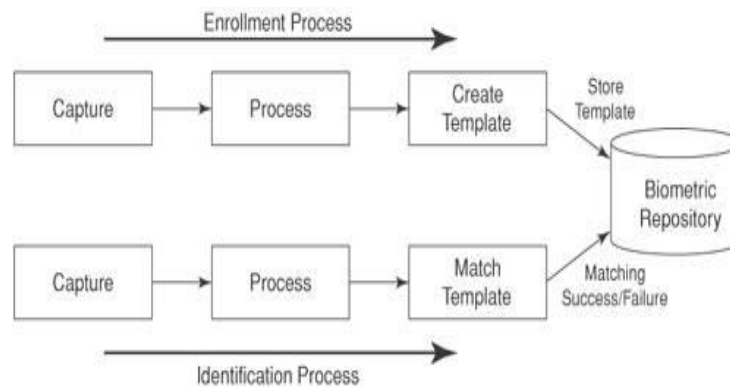 Enrollment Process
Capture
Process
Create
Template
Store
Template
Biometric
Repository
Capture
Process
Match
Template
Matching
Success/Failure
Identification Process